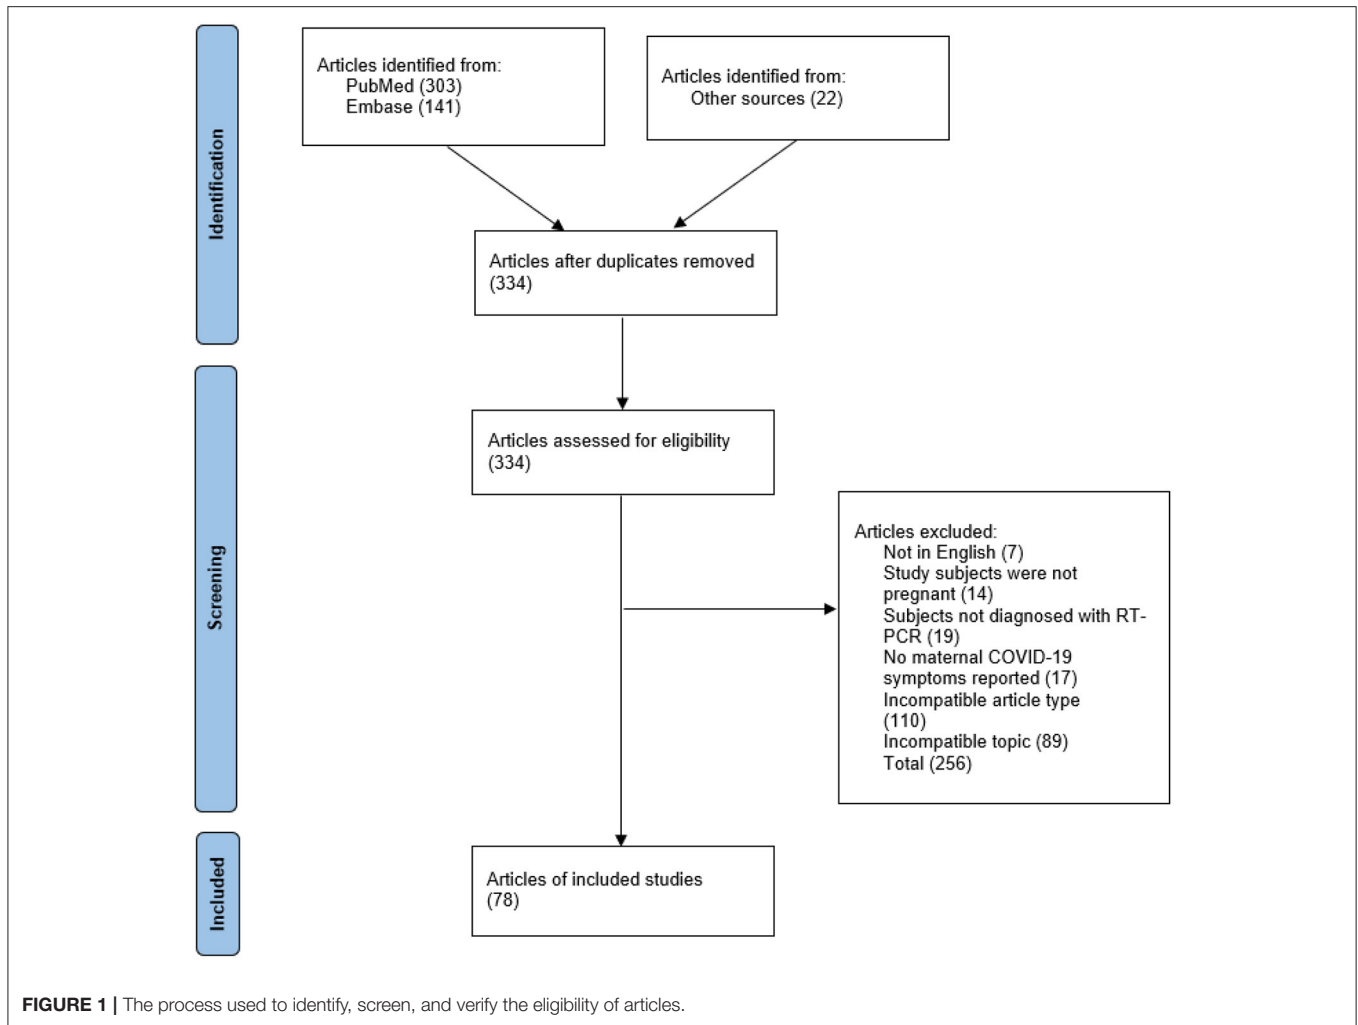 Identification
Articles identified from:
PubMed (303)
Embase (141)
Articles identified from:
Other sources (22)
Articles after duplicates removed
(334)
Screening
Articles assessed for eligibility
(334)
Articles excluded:
Not in English (7)
Study subjects were not
pregnant (14)
Subjects not diagnosed with RT-
PCR (19)
No maternal COVID-19
symptoms reported (17)
Incompatible article type
(110)
Incompatible topic (89)
Total (256)
Included
Articles of included studies
(78)
FIGURE 1 | The process used to identify, screen, and verify the eligibility of articles.